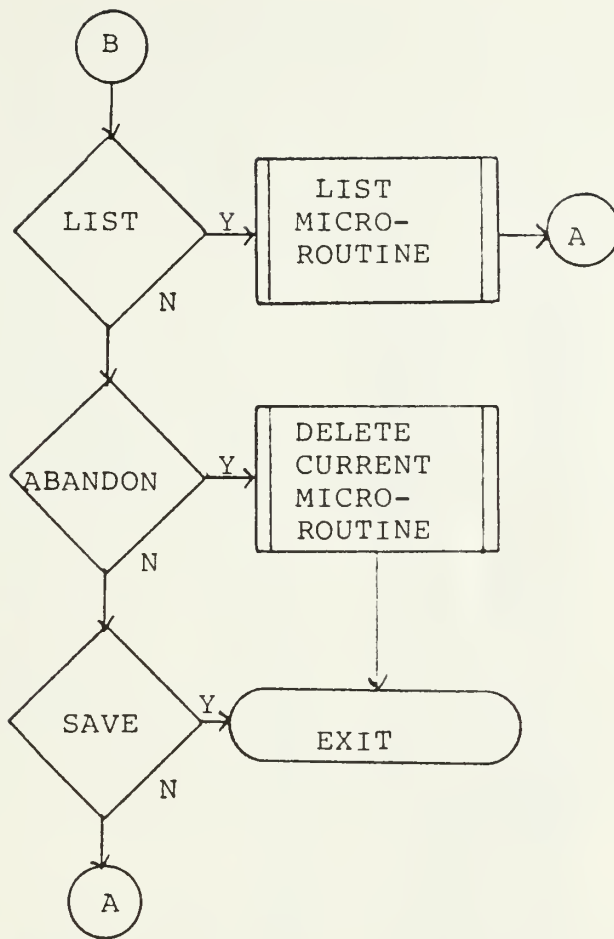 B
LIST
Y
LIST
MICRO-
ROUTINE
A
N
ABANDON
Y
DELETE
CURRENT
MICRO-
ROUTINE
N
SAVE
Y
EXIT
N
A